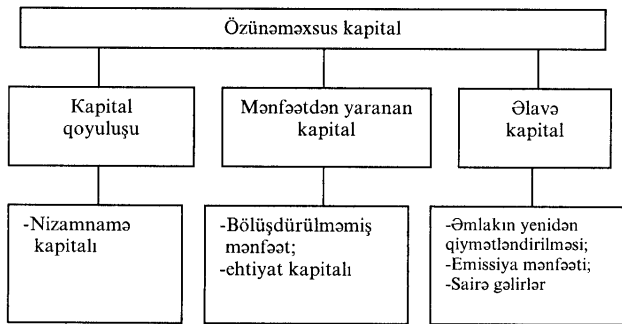 Özünəməxsus kapital
Kapital
qoyuluşu
Mənfəətdən yaranan
kapital
Əlavə
kapital
-Nizamnamə
kapitalı
-Bölüşdürülməmiş
mənfəət;
-ehtiyat kapitalı
-Əmlakın yenidən
qiymətləndirilməsi;
-Emissiya mənfəəti;
-Sairə gəlirlər